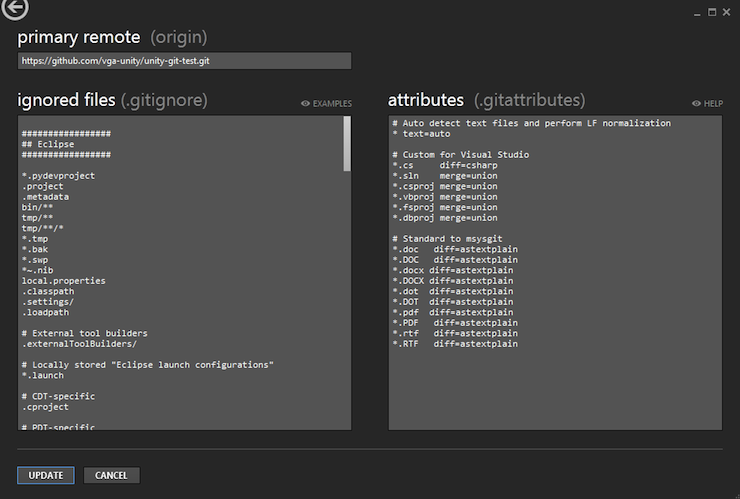 primary remote (origin)
https://github.com/vga-unity/unity-git-test.git
ignored files (.gitignore)
EXAMPLES
#################
## Eclipse
#################
*.pydevproject
.project
.metadata
bin/**
tmp/**
tmp/**/*
*.tmp
*.bak
*.swp
*~.nib
local.properties
.classpath
.settings/
.loadpath
# External tool builders
.externalToolBuilders/
# Locally stored "Eclipse launch configurations"
*.launch
# CDT-specific
.cproject
# PDT-specific
attributes (.gitattributes)
HELP
# Auto detect text files and perform LF normalization
* text=auto
# Custom for Visual Studio
*.cs     diff=csharp
*.sln    merge=union
*.csproj merge=union
*.vbproj merge=union
*.fsproj merge=union
*.dbproj merge=union
# Standard to msysgit
*.doc   diff=astextplain
*.DOC   diff=astextplain
*.docx diff=astextplain
*.DOCX diff=astextplain
*.dot  diff=astextplain
*.DOT  diff=astextplain
*.pdf  diff=astextplain
*.PDF   diff=astextplain
*.rtf   diff=astextplain
*.RTF   diff=astextplain
UPDATE
CANCEL